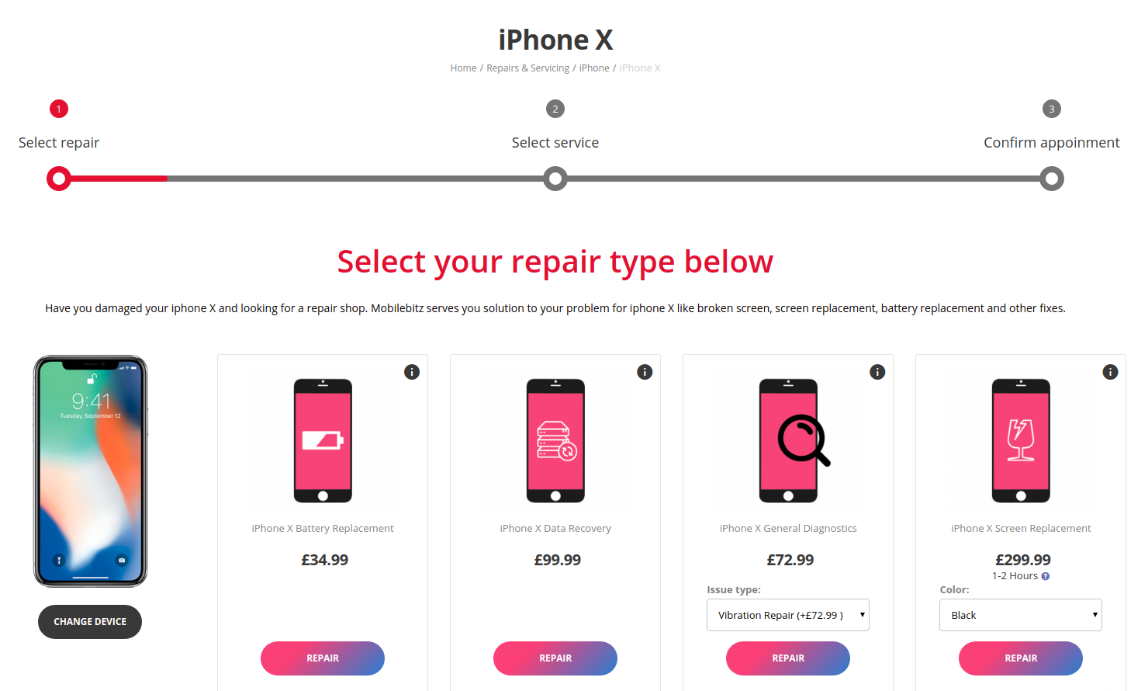 iPhone X
Home / Repairs & Servicing / iPhone / iPhone X
1
2
3
Select repair
Select service
Confirm appoinment
Select your repair type below
Have you damaged your iphone X and looking for a repair shop. Mobilebitz serves you solution to your problem for iphone X like broken screen, screen replacement, battery replacement and other fixes.
9:41
Tuesday, September 12
CHANGE DEVICE
iPhone X Battery Replacement
£34.99
REPAIR
iPhone X Data Recovery
£99.99
REPAIR
iPhone X General Diagnostics
£72.99
Issue type:
Vibration Repair (+£72.99 )
REPAIR
iPhone X Screen Replacement
£299.99
1-2 Hours ?
Color:
Black
REPAIR